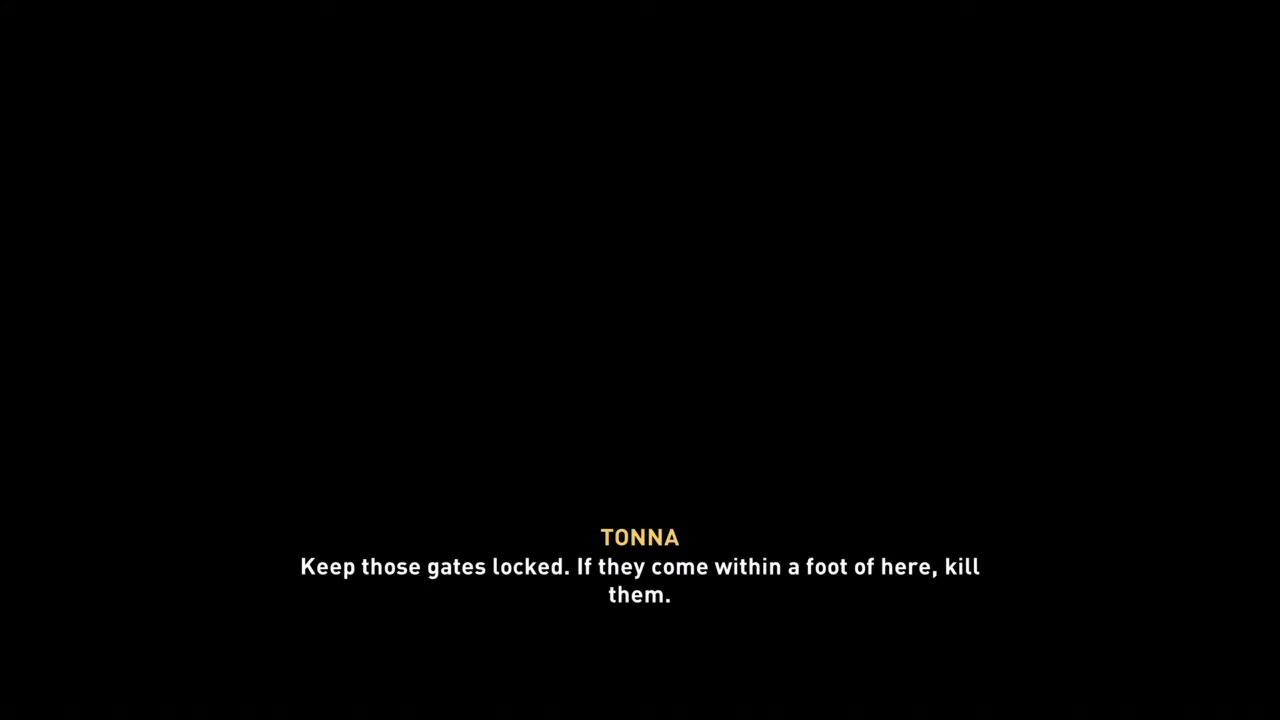 TONNA
Keep those gates locked. If they come within a foot of here, kill
them.